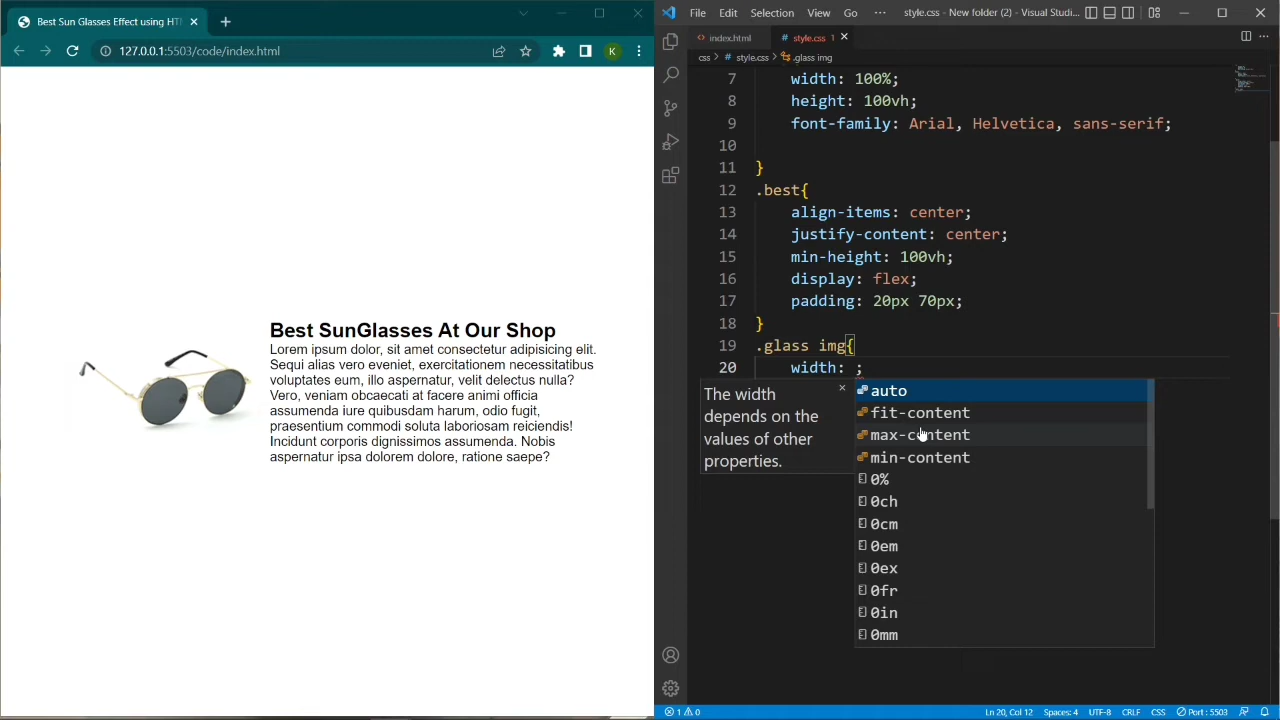 Best Sun Glasses Effect using HTM
127.0.0.1:5503/code/index.html
K
Best SunGlasses At Our Shop
Lorem ipsum dolor, sit amet consectetur adipisicing elit.
Sequi alias vero eveniet, exercitationem necessitatibus
voluptates eum, illo aspernatur, velit delectus nulla?
Vero, veniam obcaecati at facere animi officia
assumenda iure quibusdam harum, odio fugit,
praesentium commodi soluta laboriosam reiciendis!
Incidunt corporis dignissimos assumenda. Nobis
aspernatur ipsa dolorem dolore, ratione saepe?
File Edit Selection View Go ··· style.css - New folder (2) - Visual Studi...
index.html # style.css 1
css > # style.css > .glass img
7 width: 100%;
8 height: 100vh;
9 font-family: Arial, Helvetica, sans-serif;
10
11 }
12 .best{
13 align-items: center;
14 justify-content: center;
15 min-height: 100vh;
16 display: flex;
17 padding: 20px 70px;
18 }
19 .glass img{
20 width: ;
The width
depends on the
values of other
properties.
auto
fit-content
max-content
min-content
0%
0ch
0cm
0em
0ex
0fr
0in
0mm
1 0
Ln 20, Col 12 Spaces: 4 UTF-8 CRLF CSS Port : 5503